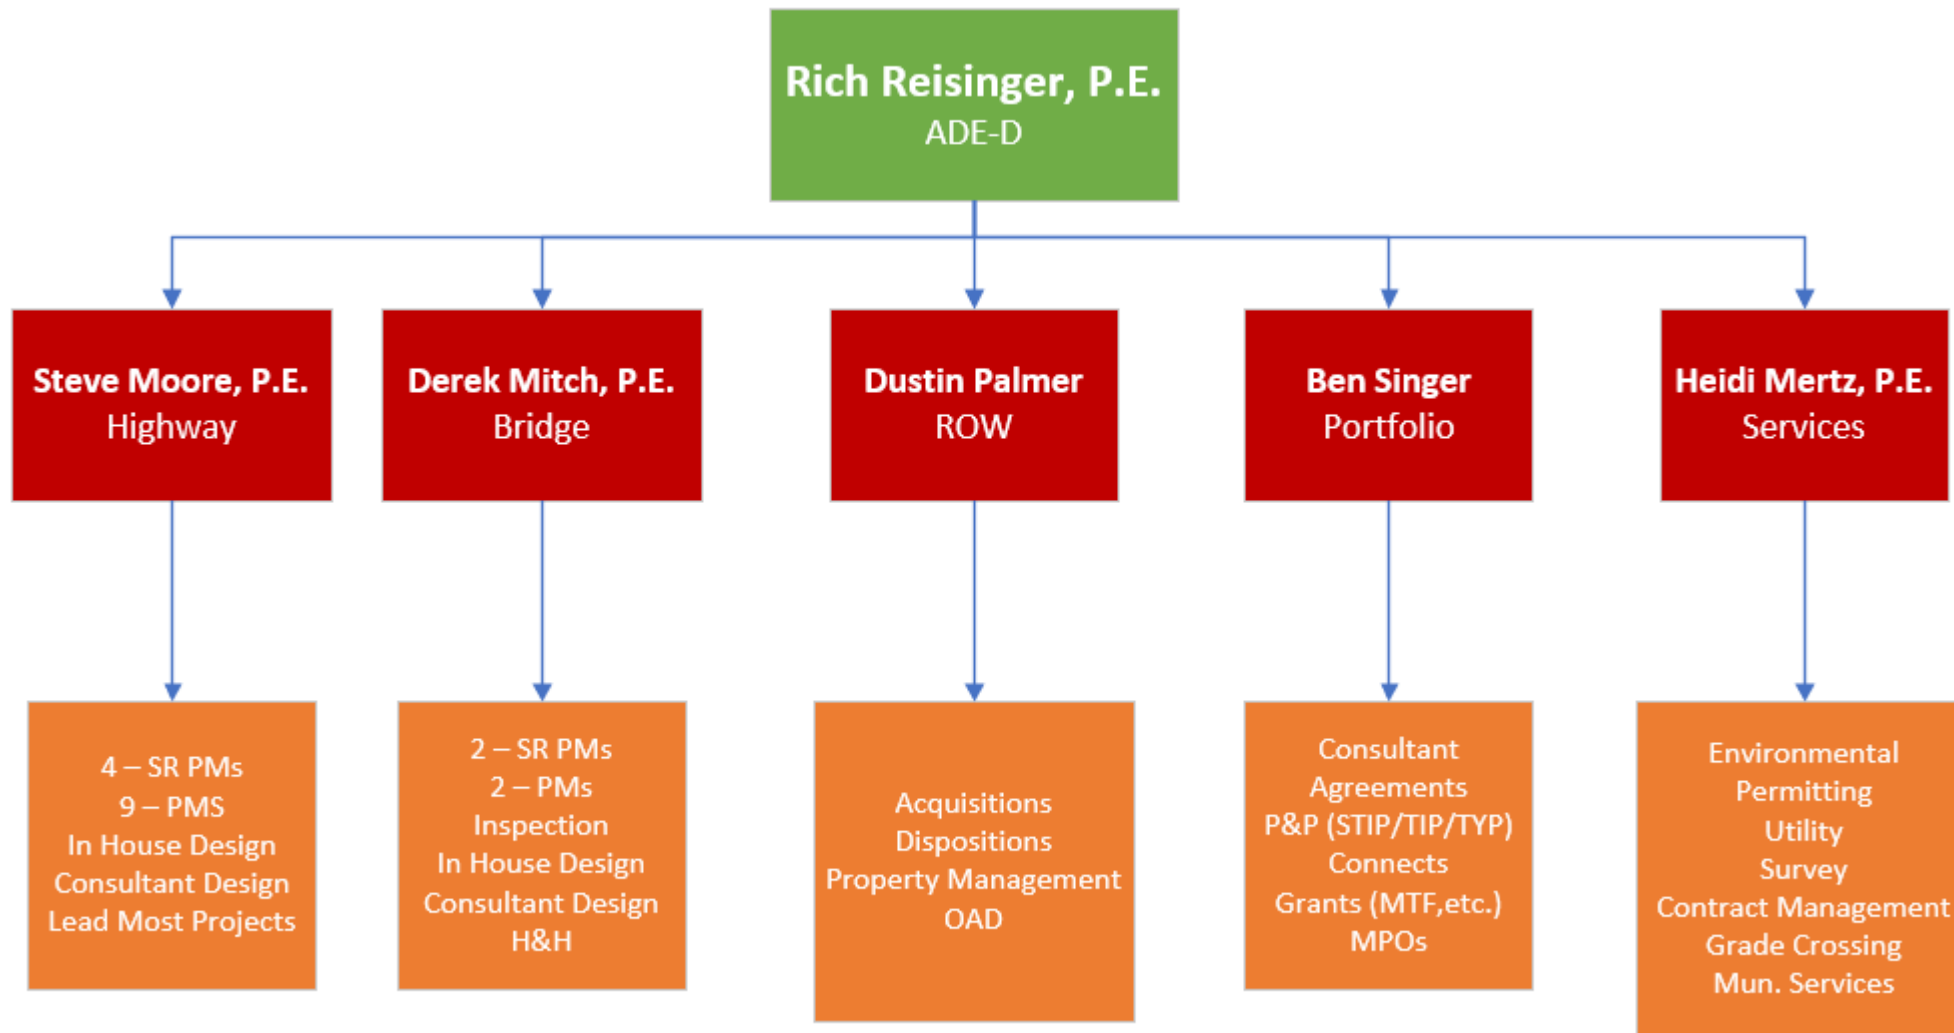 Rich Reisinger, P.E.
ADE-D
Steve Moore, P.E.
Highway
Derek Mitch, P.E.
Bridge
Dustin Palmer
ROW
Ben Singer
Portfolio
Heidi Mertz, P.E.
Services
4 – SR PMs
9 – PMS
In House Design
Consultant Design
Lead Most Projects
2 – SR PMs
2 – PMs
Inspection
In House Design
Consultant Design
H&H
Acquisitions
Dispositions
Property Management
OAD
Consultant
Agreements
P&P (STIP/TIP/TYP)
Connects
Grants (MTF,etc.)
MPOs
Environmental
Permitting
Utility
Survey
Contract Management
Grade Crossing
Mun. Services